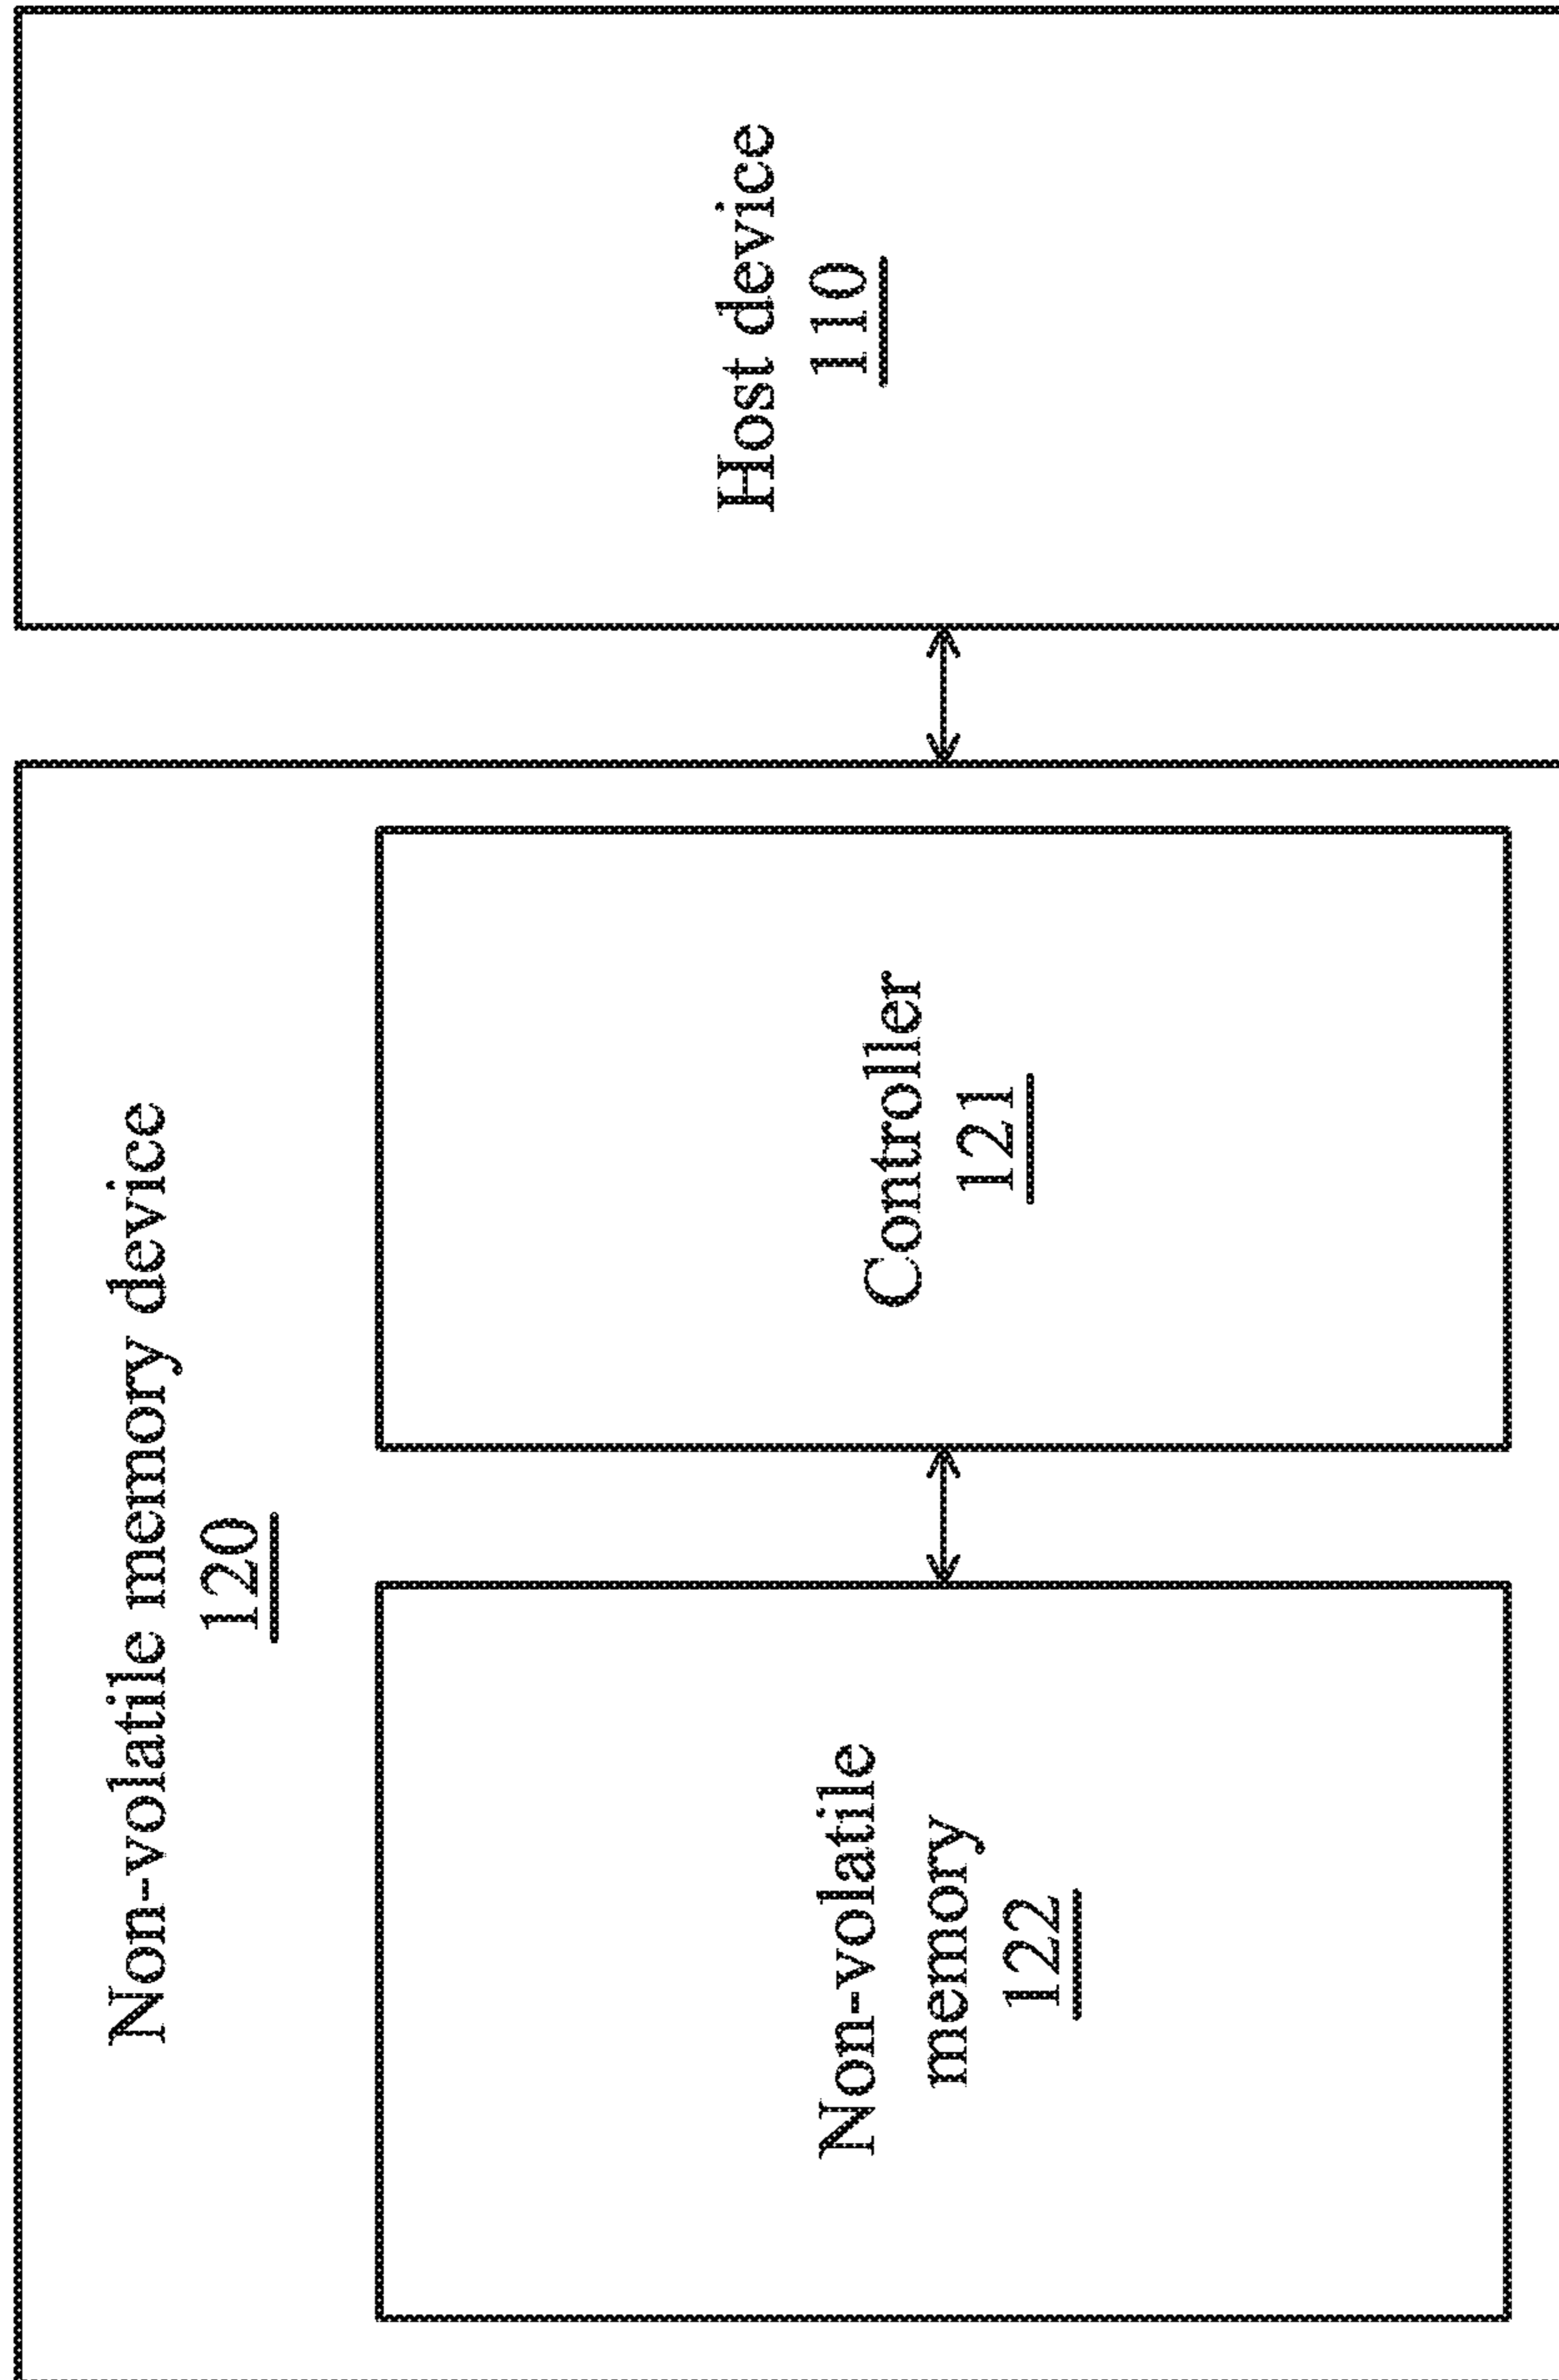 Non-volatile memory device
120
Non-volatile
memory
122
Controller
121
Host device
110